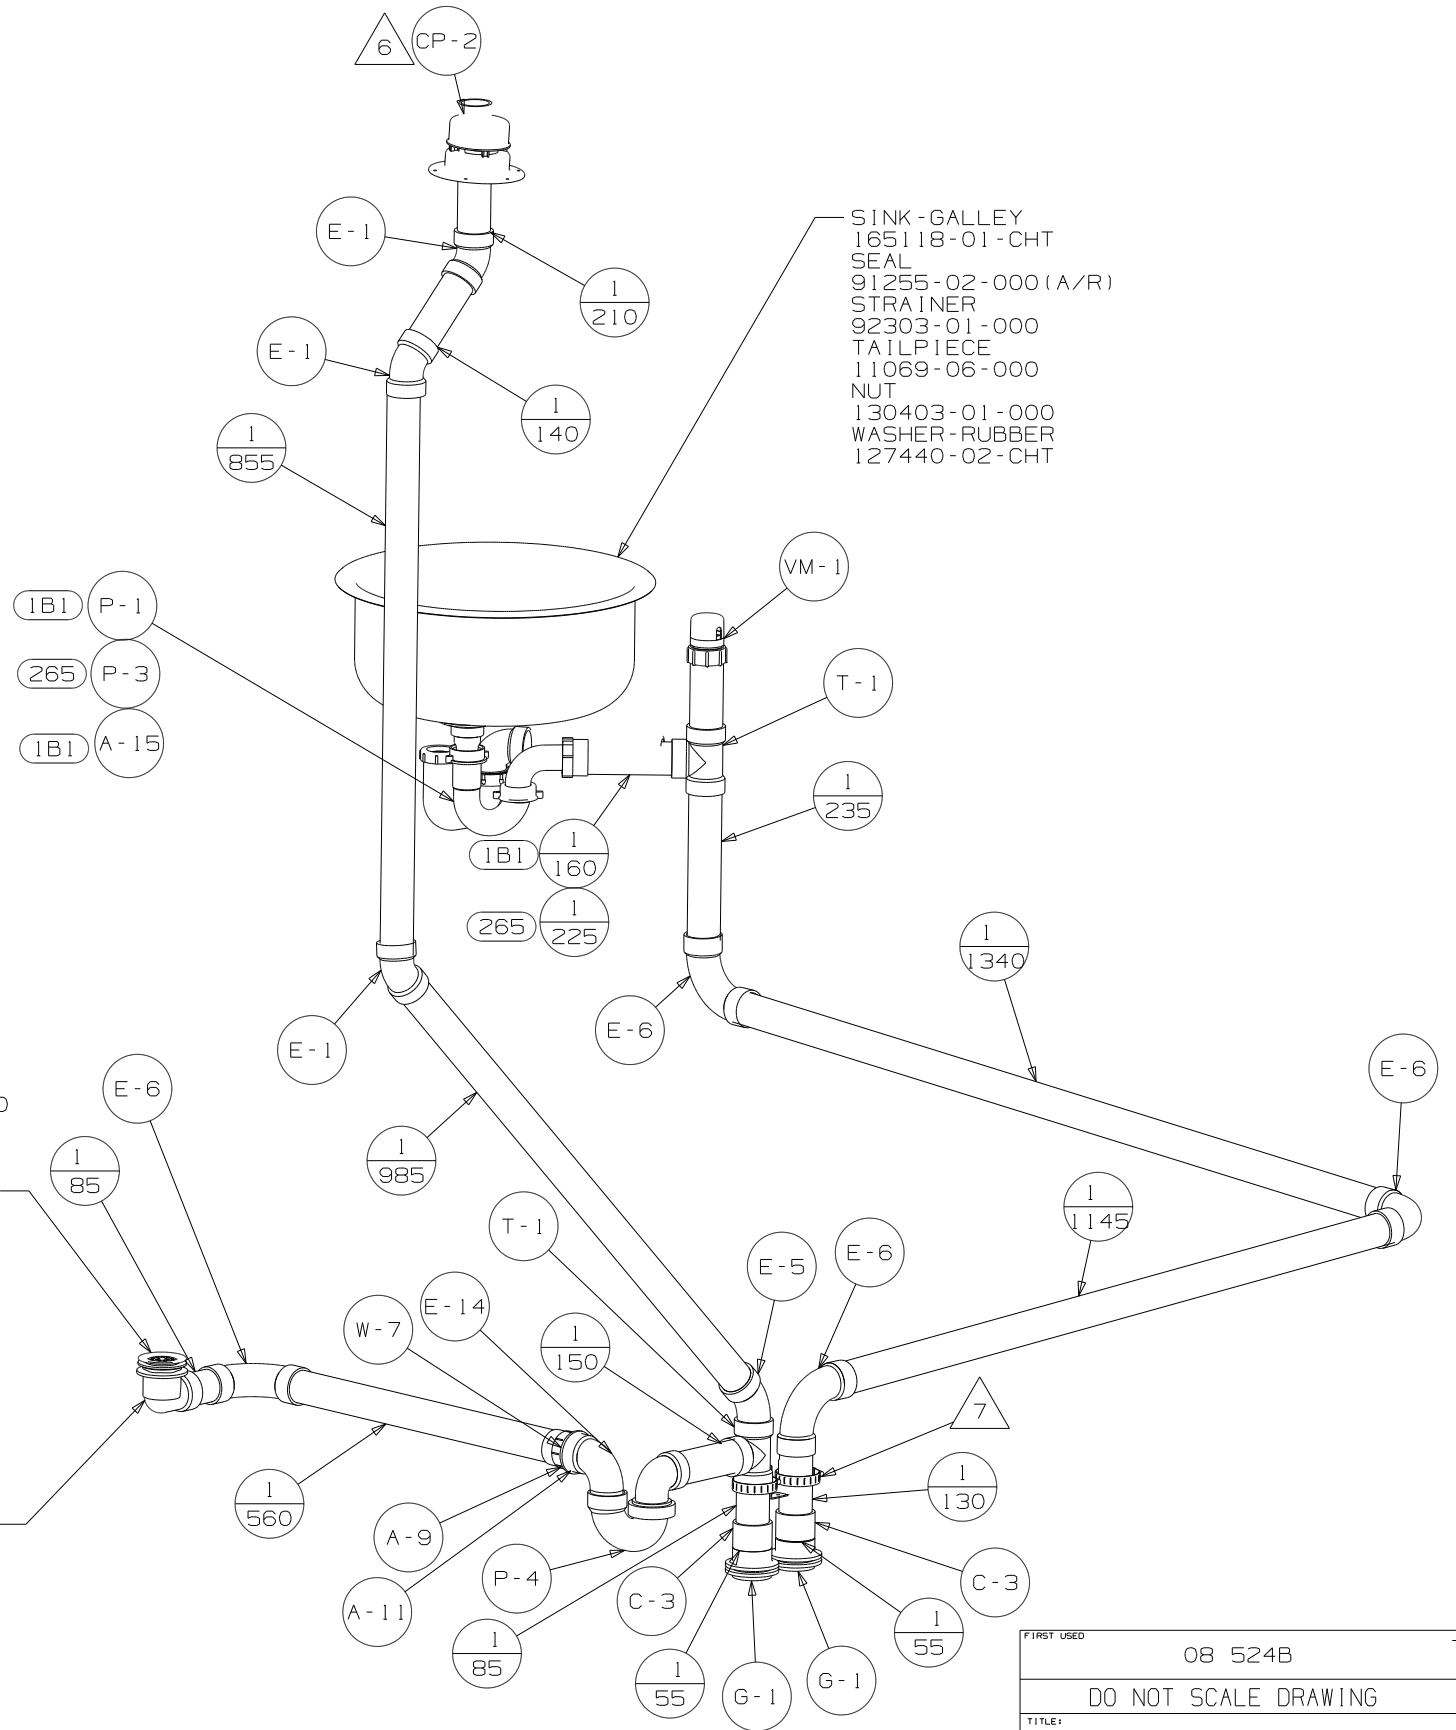 6
CP-2
SINK-GALLEY
165118-01-CHT
SEAL
91255-02-000(A/R)
STRAINER
92303-01-000
TAILPIECE
11069-06-000
NUT
130403-01-000
WASHER-RUBBER
127440-02-CHT
E-1
1
210
E-1
1
140
1
855
VM-1
1B1
P-1
265
P-3
1B1
A-15
T-1
1
235
1B1
1
160
265
1
225
1
1340
E-6
E-1
E-6
E-6
1
985
1
85
1
1145
T-1
E-6
E-5
E-14
W-7
1
150
7
1
560
1
130
A-9
P-4
C-3
C-3
A-11
1
85
1
55
1
55
G-1
G-1
FIRST USED
08 524B
DO NOT SCALE DRAWING
TITLE: